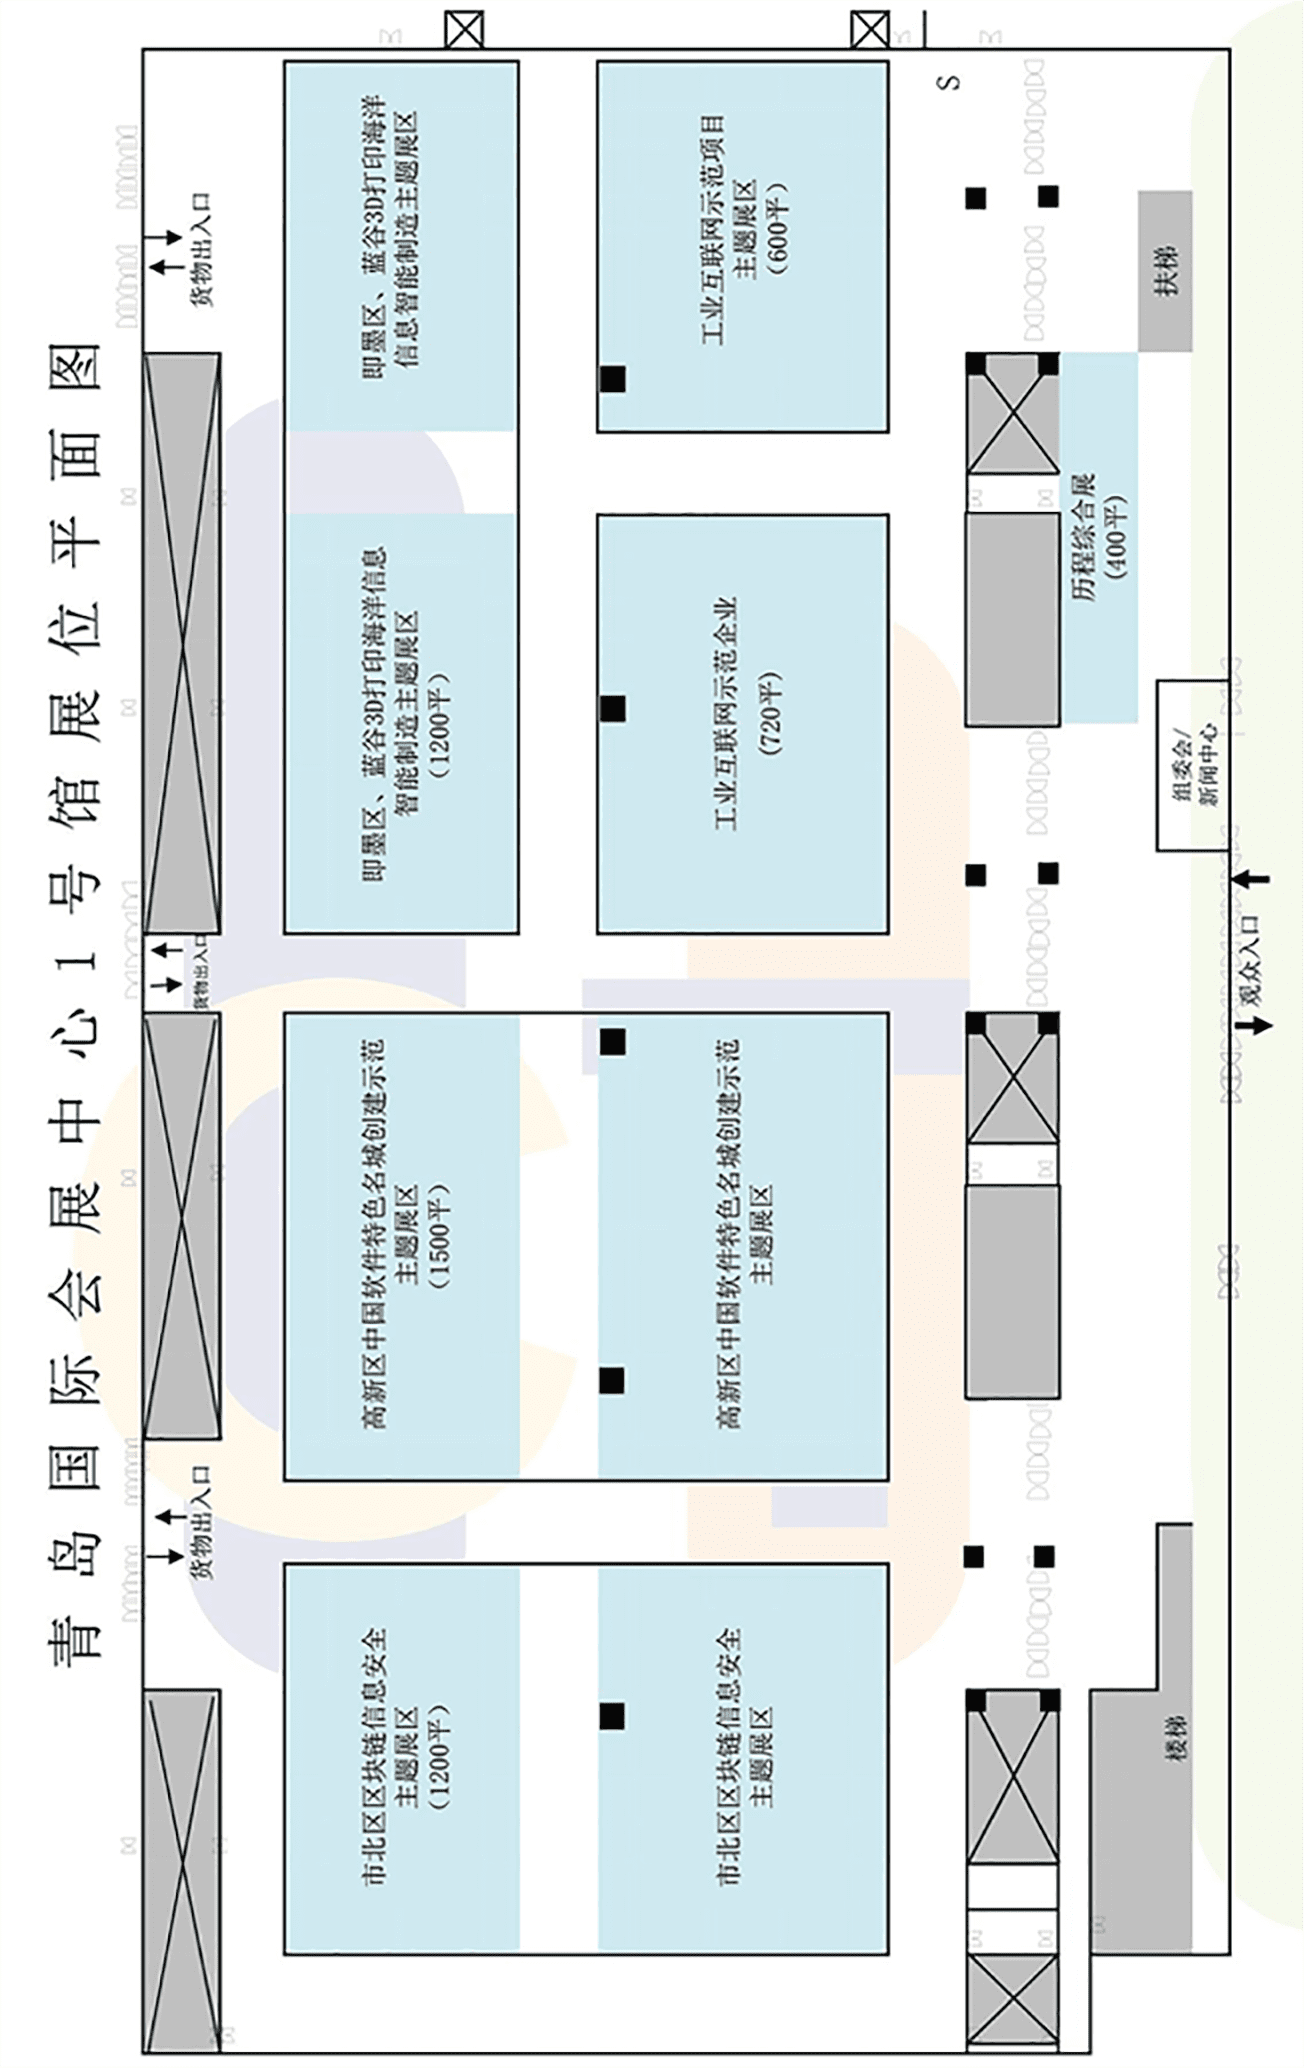 青岛国际会展中心1号馆展位平面图
货物出入口
货物出入口
货物出入口
市北区区块链信息安全
主题展区
(1200平)
高新区中国软件特色名城创建示范
主题展区
(1500平)
即墨区、蓝谷3D打印海洋信息
智能制造主题展区
(1200平)
即墨区、蓝谷3D打印海洋
信息智能制造主题展区
市北区区块链信息安全
主题展区
高新区中国软件特色名城创建示范
主题展区
工业互联网示范企业
(720平)
工业互联网示范项目
主题展区
(600平)
S
历程综合展
(400平)
扶梯
楼梯
组委会/
新闻中心
观众入口